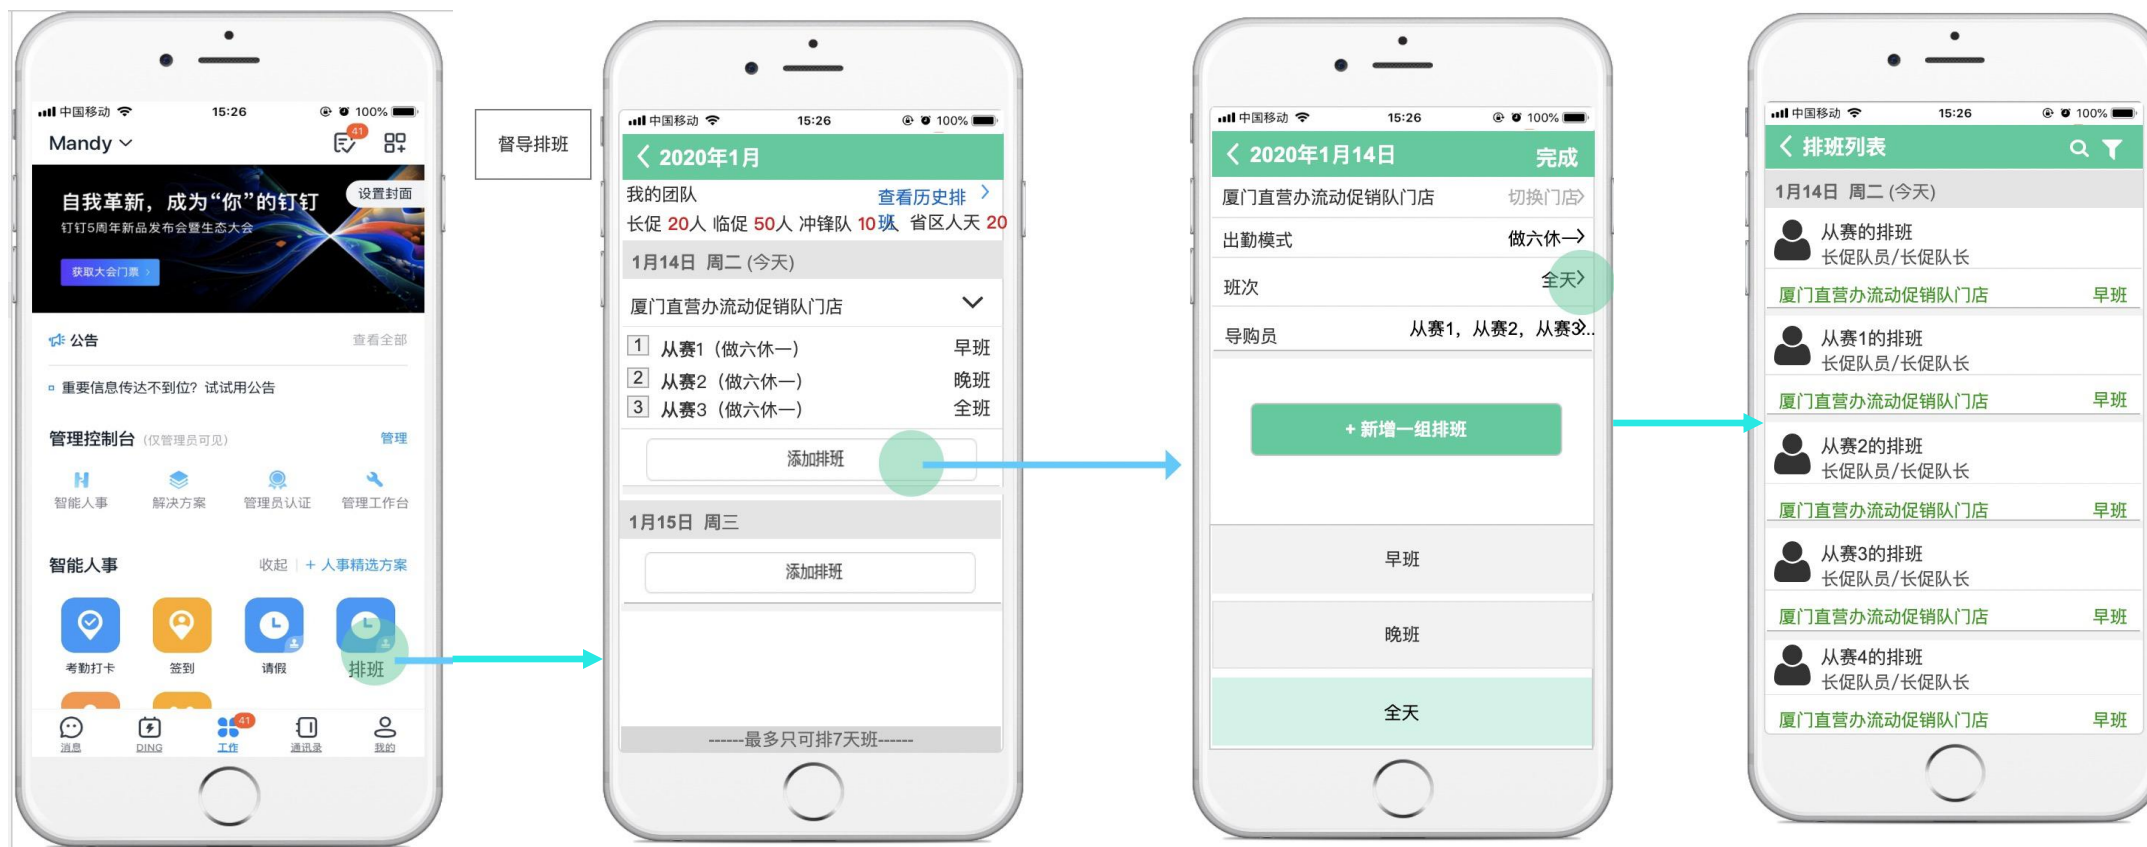 中国移动 15:26 100%
Mandy 41
自我革新，成为“你”的钉钉
设置封面
钉钉5周年新品发布会暨生态大会
获取大会门票
公告 查看全部
重要信息传达不到位？试试用公告
管理控制台 (仅管理员可见) 管理
智能人事 解决方案 管理员认证 管理工作台
智能人事 收起 + 人事精选方案
考勤打卡 签到 请假 排班
41
消息 DING 工作 通讯录 我的
督导排班
中国移动 15:26 100%
2020年1月
我的团队 查看历史排班
长促 20人 临促 50人 冲锋队 10人 省区人天 20
1月14日 周二 (今天)
厦门直营办流动促销队门店
1 从赛1（做六休一） 早班
2 从赛2（做六休一） 晚班
3 从赛3（做六休一） 全班
添加排班
1月15日 周三
添加排班
------最多只可排7天班------
中国移动 15:26 100%
2020年1月14日 完成
厦门直营办流动促销队门店 切换门店
出勤模式 做六休一
班次 全天
导购员 从赛1，从赛2，从赛3...
+ 新增一组排班
早班
晚班
全天
中国移动 15:26 100%
排班列表
1月14日 周二 (今天)
从赛的排班
长促队员/长促队长
厦门直营办流动促销队门店 早班
从赛1的排班
长促队员/长促队长
厦门直营办流动促销队门店 早班
从赛2的排班
长促队员/长促队长
厦门直营办流动促销队门店 早班
从赛3的排班
长促队员/长促队长
厦门直营办流动促销队门店 早班
从赛4的排班
长促队员/长促队长
厦门直营办流动促销队门店 早班